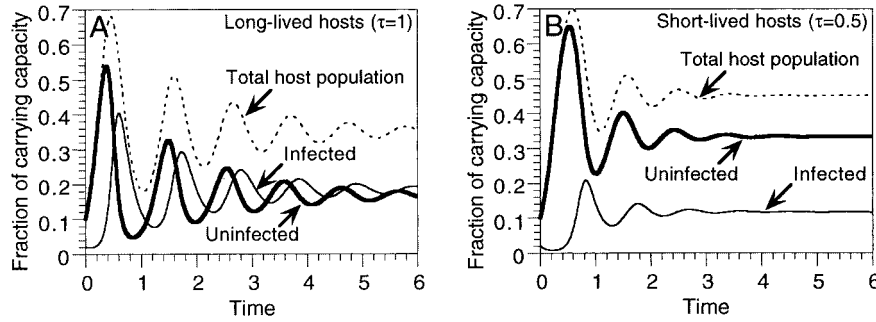 A
Long-lived hosts (τ=1)
Fraction of carrying capacity
0.7
0.6
0.5
0.4
0.3
0.2
0.1
0
Total host population
Infected
Uninfected
0 1 2 3 4 5 6
Time
B
Short-lived hosts (τ=0.5)
Fraction of carrying capacity
0.7
0.6
0.5
0.4
0.3
0.2
0.1
0
Total host population
Uninfected
Infected
0 1 2 3 4 5 6
Time